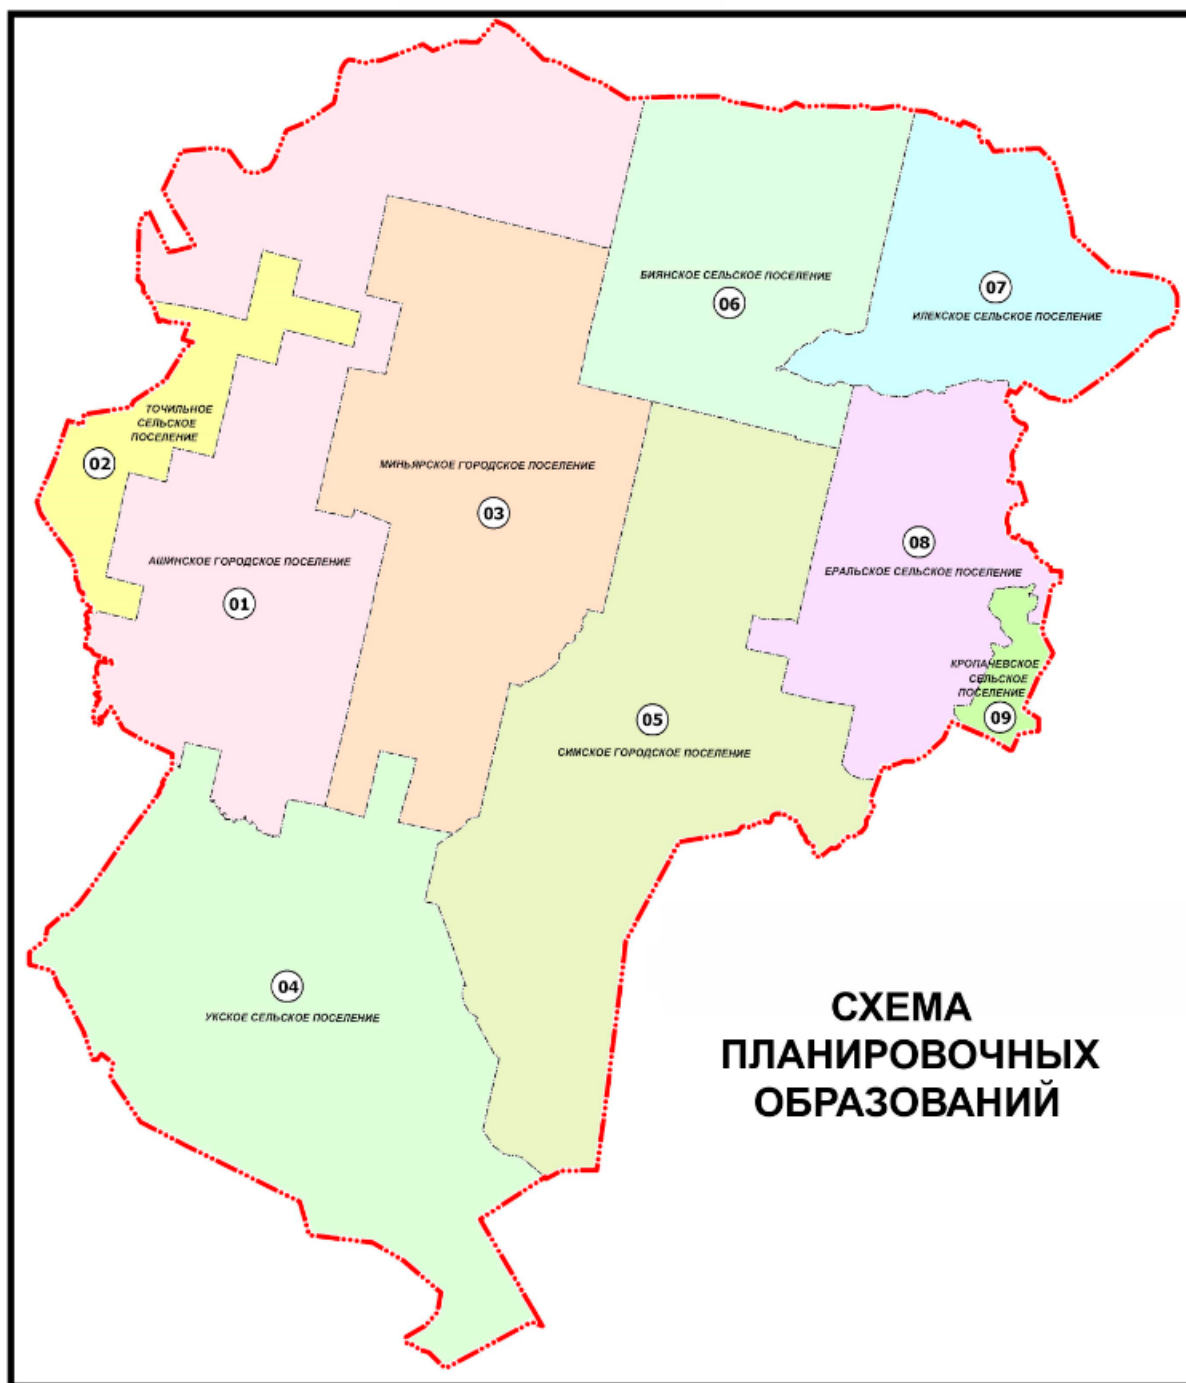 БИЯНСКОЕ СЕЛЬСКОЕ ПОСЕЛЕНИЕ
06
07
ИЛЕКСКОЕ СЕЛЬСКОЕ ПОСЕЛЕНИЕ
ТОЧИЛЬНОЕ
СЕЛЬСКОЕ
ПОСЕЛЕНИЕ
02
МИНЬЯРСКОЕ ГОРОДСКОЕ ПОСЕЛЕНИЕ
03
АШИНСКОЕ ГОРОДСКОЕ ПОСЕЛЕНИЕ
01
08
ЕРАЛЬСКОЕ СЕЛЬСКОЕ ПОСЕЛЕНИЕ
КРОПАЧЕВСКОЕ
СЕЛЬСКОЕ
ПОСЕЛЕНИЕ
09
05
СИМСКОЕ ГОРОДСКОЕ ПОСЕЛЕНИЕ
04
УКСКОЕ СЕЛЬСКОЕ ПОСЕЛЕНИЕ
СХЕМА
ПЛАНИРОВОЧНЫХ
ОБРАЗОВАНИЙ